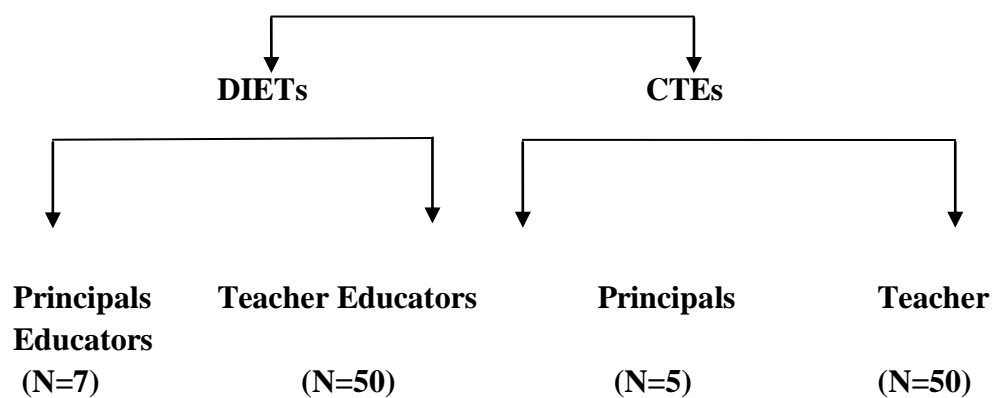 DIETs CTEs
Principals Teacher Educators Principals Teacher
Educators
(N=7) (N=50) (N=5) (N=50)